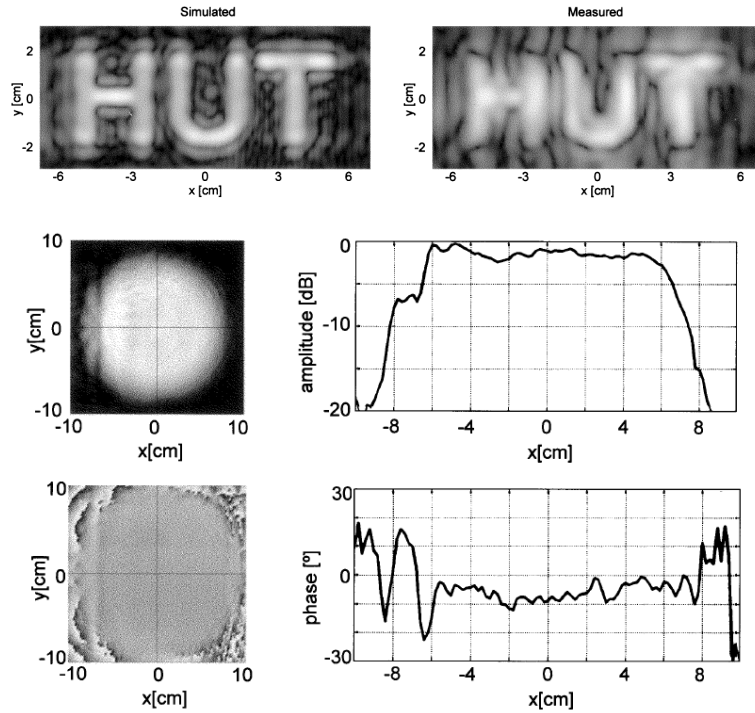 Simulated
Measured
2
y [cm]
0
-2
-6 -3 0 3 6
x [cm]
HUT
2
y [cm]
0
-2
-6 -3 0 3 6
x [cm]
HUT
10
y[cm]
0
-10
-10 0 10
x[cm]
0
amplitude [dB]
-10
-20
-8 -4 0 4 8
x[cm]
10
y[cm]
0
-10
-10 0 10
x[cm]
30
phase [º]
0
-30
-8 -4 0 4 8
x[cm]